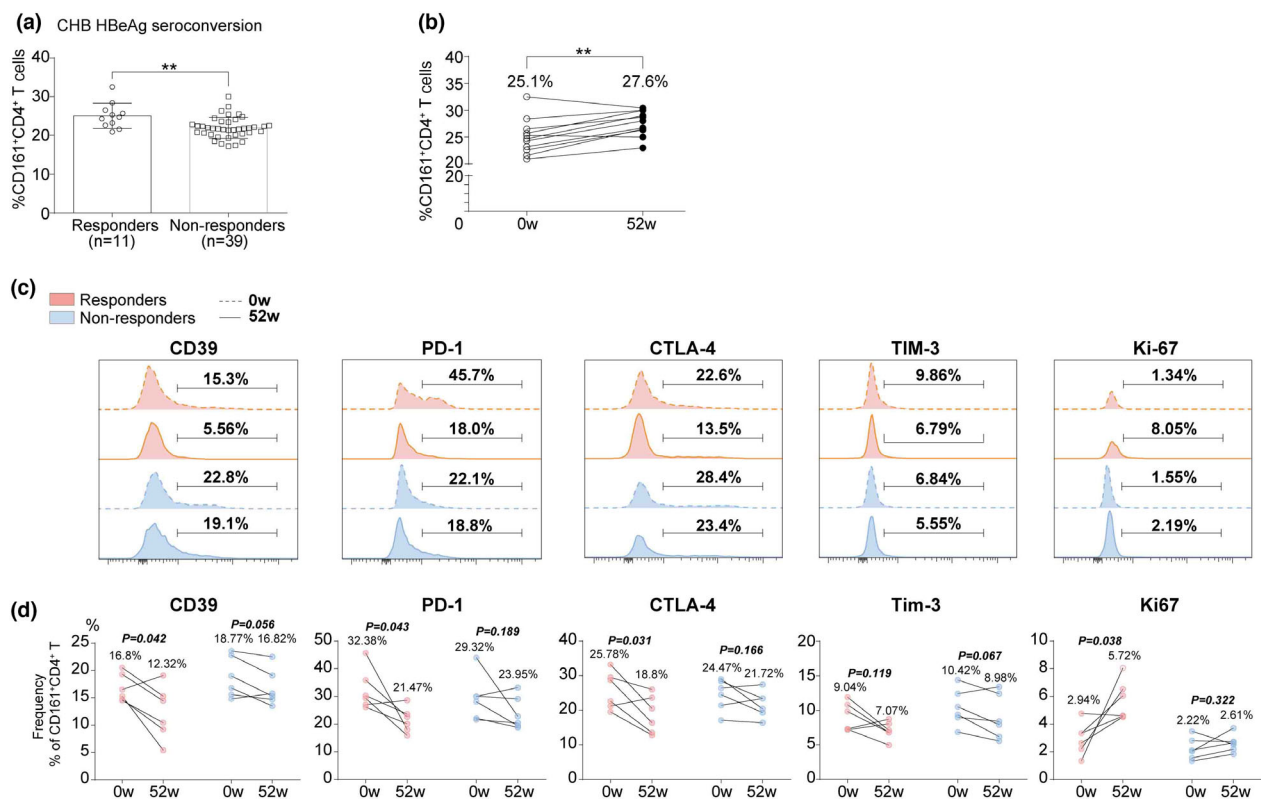 (a) CHB HBeAg seroconversion
%CD161+CD4+ T cells
40
30
20
10
0
**
Responders
(n=11)
Non-responders
(n=39)
(b)
%CD161+CD4+ T cells
40
35
30
25
20
20
0
**
25.1% 27.6%
0w 52w
(c)
Responders 0w
Non-responders 52w
CD39 PD-1 CTLA-4 TIM-3 Ki-67
15.3% 45.7% 22.6% 9.86% 1.34%
5.56% 18.0% 13.5% 6.79% 8.05%
22.8% 22.1% 28.4% 6.84% 1.55%
19.1% 18.8% 23.4% 5.55% 2.19%
(d)
Frequency
% of CD161+CD4+ T
CD39
%
25
20
15
10
5
0
P=0.042 P=0.056
16.8% 12.32% 18.77% 16.82%
0w 52w 0w 52w
PD-1
50
40
30
20
10
0
P=0.043 P=0.189
32.38% 21.47% 29.32% 23.95%
0w 52w 0w 52w
CTLA-4
40
30
20
10
0
P=0.031 P=0.166
25.78% 18.8% 24.47% 21.72%
0w 52w 0w 52w
Tim-3
20
15
10
5
0
P=0.119 P=0.067
9.04% 7.07% 10.42% 8.98%
0w 52w 0w 52w
Ki67
10
8
6
4
2
0
P=0.038 P=0.322
2.94% 5.72% 2.22% 2.61%
0w 52w 0w 52w